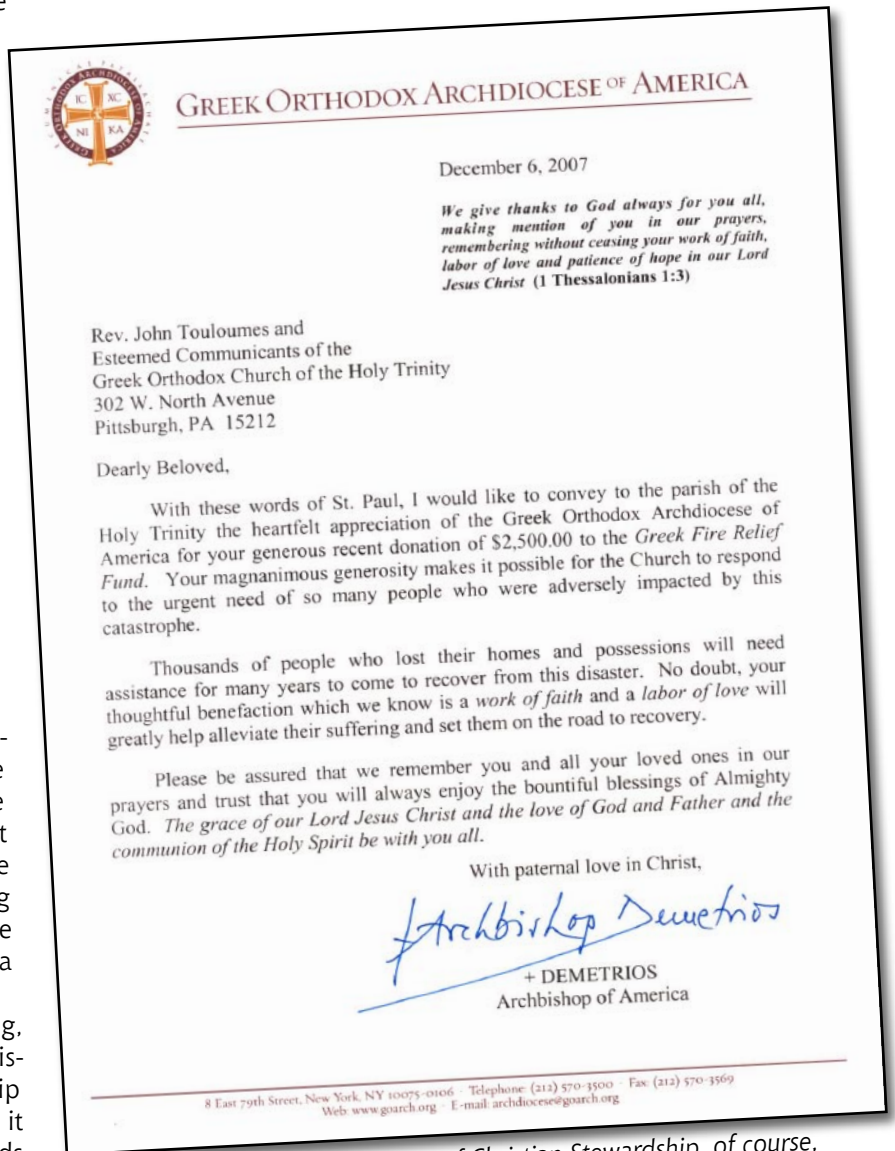 IC XC
NI KA
GREEK ORTHODOX ARCHDIOCESE OF AMERICA
December 6, 2007
We give thanks to God always for you all,
making mention of you in our prayers,
remembering without ceasing your work of faith,
labor of love and patience of hope in our Lord
Jesus Christ (1 Thessalonians 1:3)
Rev. John Touloumes and
Esteemed Communicants of the
Greek Orthodox Church of the Holy Trinity
302 W. North Avenue
Pittsburgh, PA 15212
Dearly Beloved,
With these words of St. Paul, I would like to convey to the parish of the
Holy Trinity the heartfelt appreciation of the Greek Orthodox Archdiocese of
America for your generous recent donation of $2,500.00 to the Greek Fire Relief
Fund. Your magnanimous generosity makes it possible for the Church to respond
to the urgent need of so many people who were adversely impacted by this
catastrophe.
Thousands of people who lost their homes and possessions will need
assistance for many years to come to recover from this disaster. No doubt, your
thoughtful benefaction which we know is a work of faith and a labor of love will
greatly help alleviate their suffering and set them on the road to recovery.
Please be assured that we remember you and all your loved ones in our
prayers and trust that you will always enjoy the bountiful blessings of Almighty
God. The grace of our Lord Jesus Christ and the love of God and Father and the
communion of the Holy Spirit be with you all.
With paternal love in Christ,
Archbishop Demetrios
+ DEMETRIOS
Archbishop of America
8 East 79th Street, New York, NY 10075-0106 · Telephone: (212) 570-3500 · Fax: (212) 570-3569
Web: www.goarch.org · E-mail: archdiocese@goarch.org
of Christian Stewardship, of course,